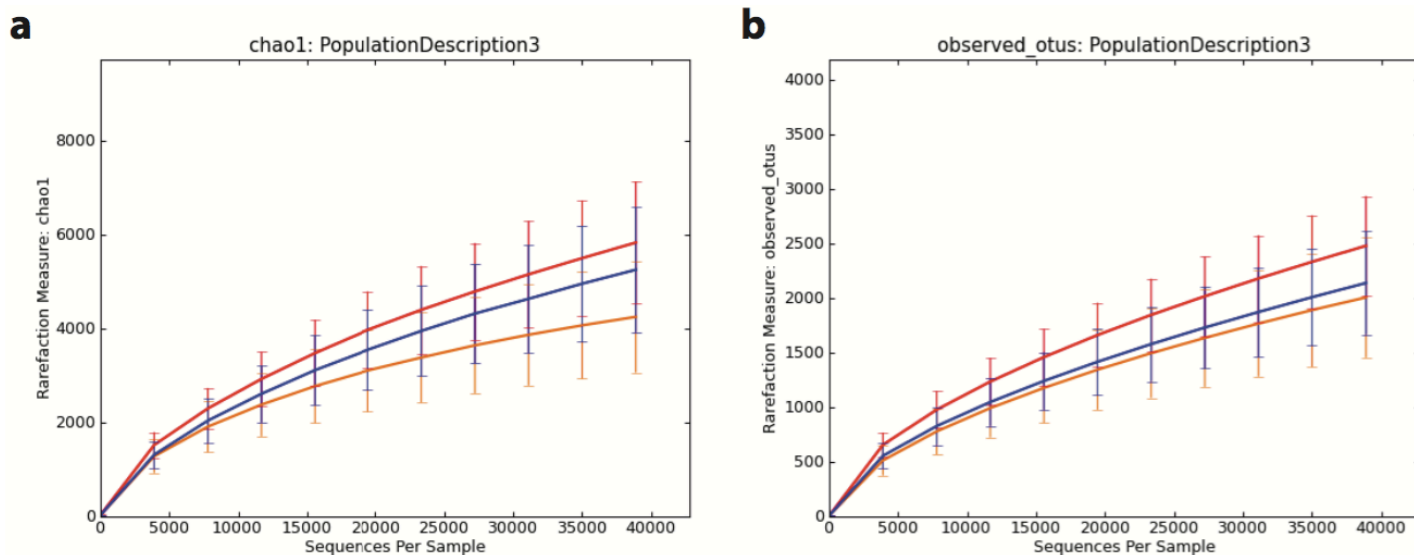 a
chao1: PopulationDescription3
Rarefaction Measure: chao1
8000
6000
4000
2000
0
0 5000 10000 15000 20000 25000 30000 35000 40000
Sequences Per Sample
b
observed_otus: PopulationDescription3
Rarefaction Measure: observed_otus
4000
3500
3000
2500
2000
1500
1000
500
0
0 5000 10000 15000 20000 25000 30000 35000 40000
Sequences Per Sample